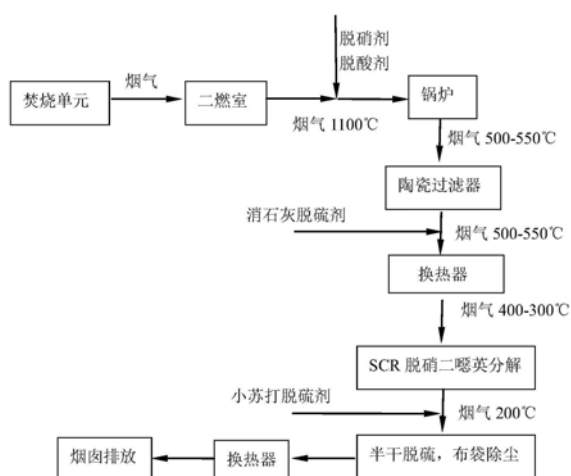 脱硝剂
脱酸剂
焚烧单元
烟气
二燃室
烟气 1100℃
锅炉
烟气 500-550℃
陶瓷过滤器
消石灰脱硫剂
烟气 500-550℃
换热器
烟气 400-300℃
SCR 脱硝二噁英分解
小苏打脱硫剂
烟气 200℃
烟囱排放
换热器
半干脱硫，布袋除尘